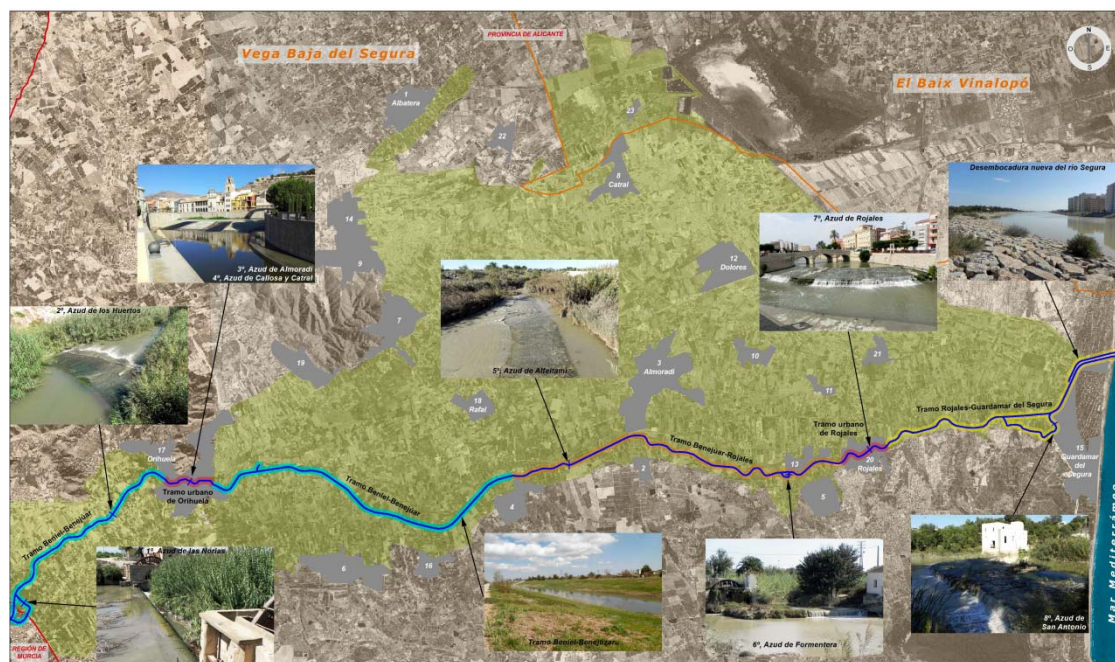 PROVINCIA DE ALICANTE
Vega Baja del Segura
El Baix Vinalopó
N
O
E
S
1
Albatera
23
22
8
Catral
Desembocadura nueva del río Segura
14
7º, Azud de Rojales
9
3º, Azud de Almoradí
4º, Azud de Callosa y Catral
12
Dolores
2º, Azud de los Huertos
7
5º, Azud de Alfeitamí
3
Almoradí
10
21
19
11
18
Rafal
Tramo Rojales-Guardamar del Segura
Tramo urbano
de Rojales
17
Orihuela
Tramo Benejúzar-Rojales
15
Guardamar
del
Segura
13
20
Rojales
2
Tramo urbano
de Orihuela
Tramo Beniel-Benejúzar
Tramo Beniel-Benejúzar
4
5
1º, Azud de las Norias
6
16
Mar Mediterráneo
8º, Azud de
San Antonio
Tramo Beniel-Benejúzar
6º, Azud de Formentera
REGIÓN DE
MURCIA